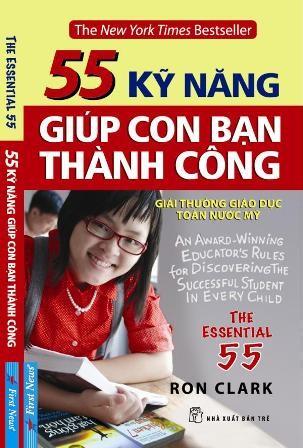 The New York Times Bestseller
55 KỸ NĂNG
GIÚP CON BẠN
THÀNH CÔNG
GIẢI THƯỞNG GIÁO DỤC
TOÀN NƯỚC MỸ
AN AWARD-WINNING
EDUCATOR'S RULES
for DISCOVERING THE
SUCCESSFUL STUDENT
IN EVERY CHILD
THE
ESSENTIAL
55
RON CLARK
NHÀ XUẤT BẢN TRẺ
THE ESSENTIAL 55
55 KỸ NĂNG GIÚP CON BẠN THÀNH CÔNG
First News
First News